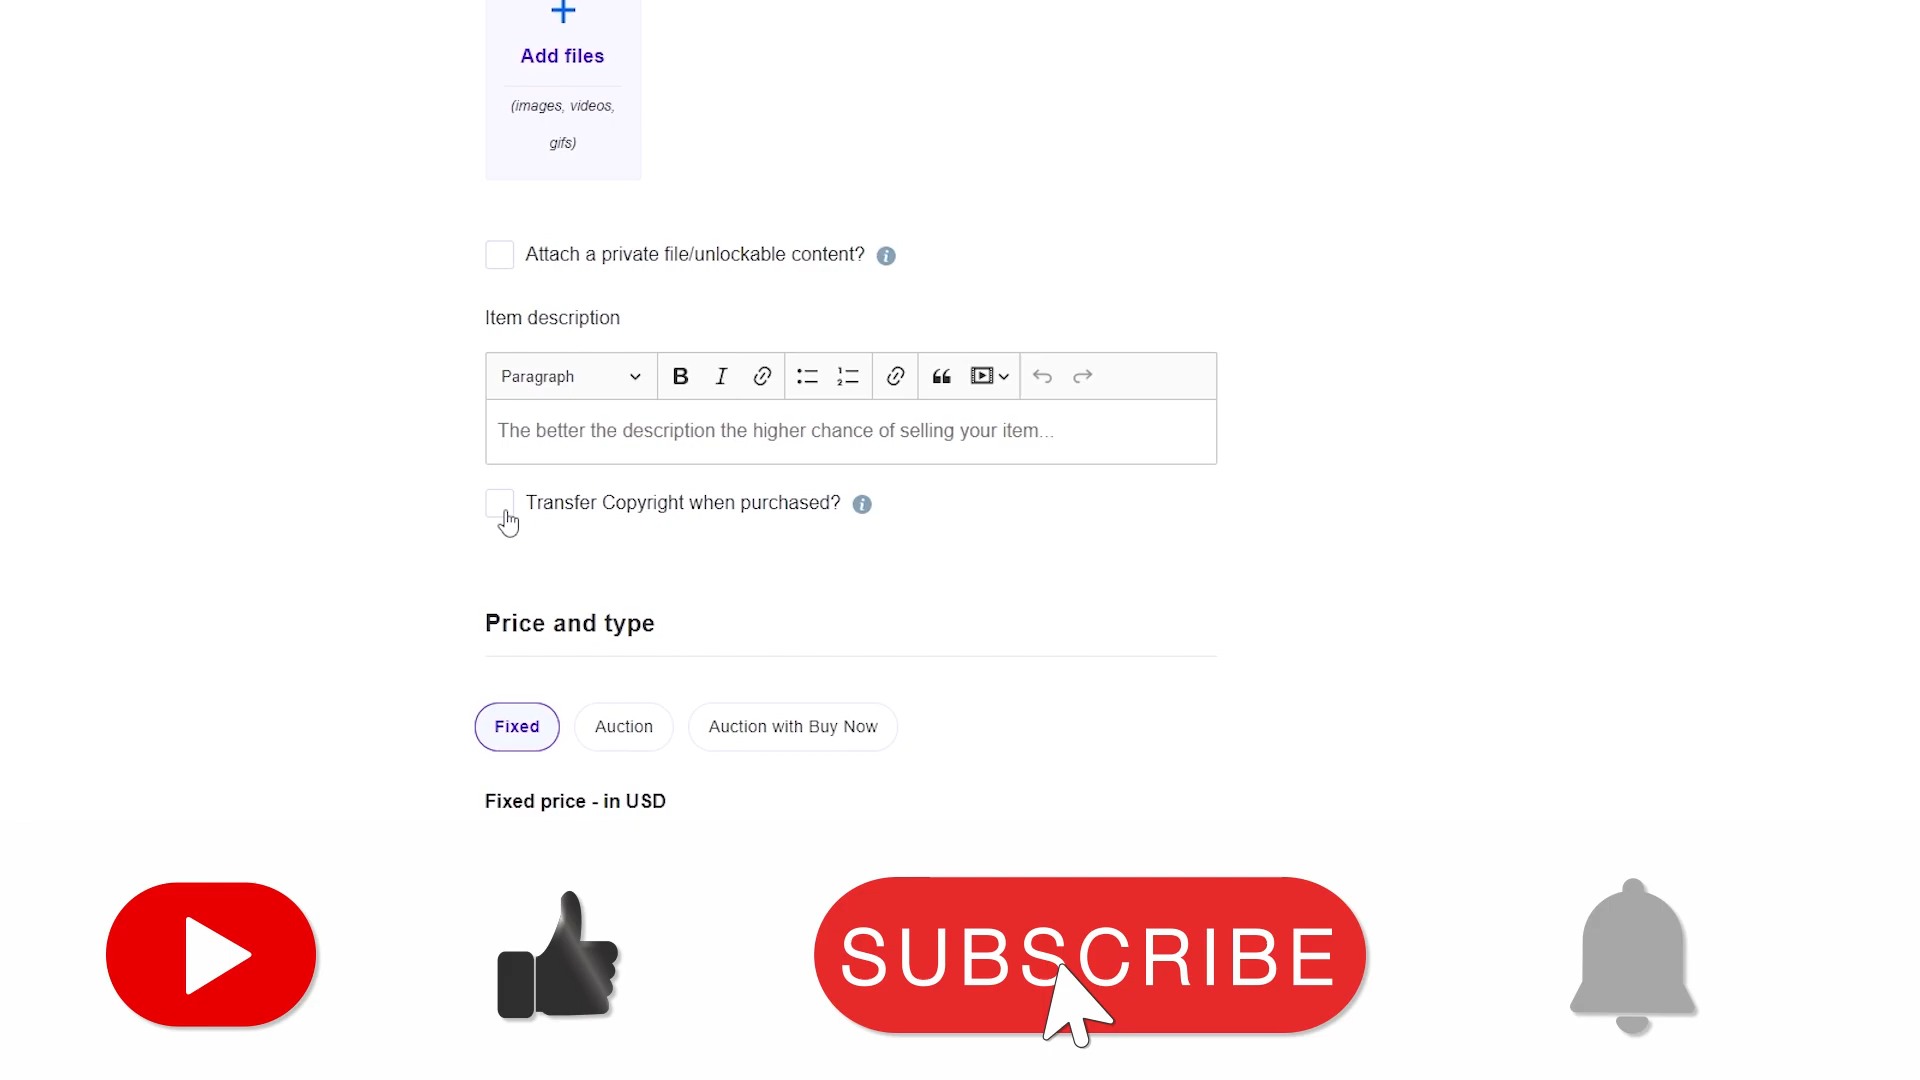 Add files
(images, videos,
gifs)
Attach a private file/unlockable content?
Item description
Paragraph
The better the description the higher chance of selling your item...
Transfer Copyright when purchased?
Price and type
Fixed Auction Auction with Buy Now
Fixed price - in USD
SUBSCRIBE